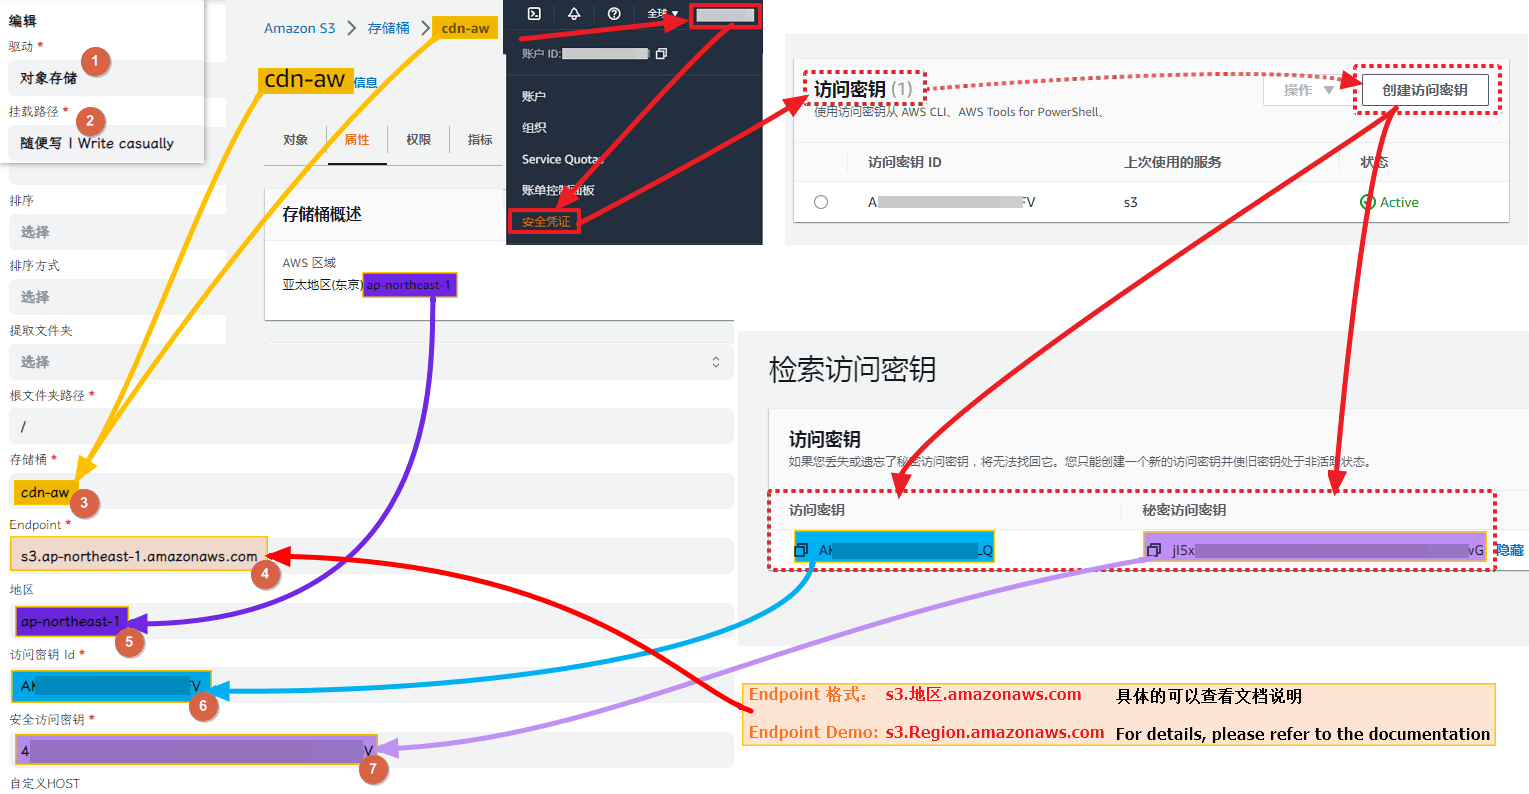 编辑
驱动 *
1
对象存储
挂载路径 *
2
随便写 | Write casually
排序
选择
排序方式
选择
提取文件夹
选择
根文件夹路径 *
/
存储桶 *
cdn-aw
3
Endpoint *
s3.ap-northeast-1.amazonaws.com
4
地区
ap-northeast-1
5
访问密钥 Id *
AK
V
6
安全访问密钥 *
4
V
7
自定义HOST
Amazon S3 > 存储桶 > cdn-aw
cdn-aw 信息
对象 属性 权限 指标
存储桶概述
AWS 区域
亚太地区(东京) ap-northeast-1
全球
账户 ID:
账户
组织
Service Quotas
账单控制面板
安全凭证
访问密钥 (1)
操作
创建访问密钥
使用访问密钥从 AWS CLI、AWS Tools for PowerShell、
访问密钥 ID 上次使用的服务 状态
A FV s3 Active
检索访问密钥
访问密钥
如果您丢失或遗忘了秘密访问密钥，将无法找回它。您只能创建一个新的访问密钥并使旧密钥处于非活跃状态。
访问密钥 秘密访问密钥
AK LQ jI5x wG 隐藏
Endpoint 格式： s3.地区.amazonaws.com 具体的可以查看文档说明
Endpoint Demo: s3.Region.amazonaws.com For details, please refer to the documentation